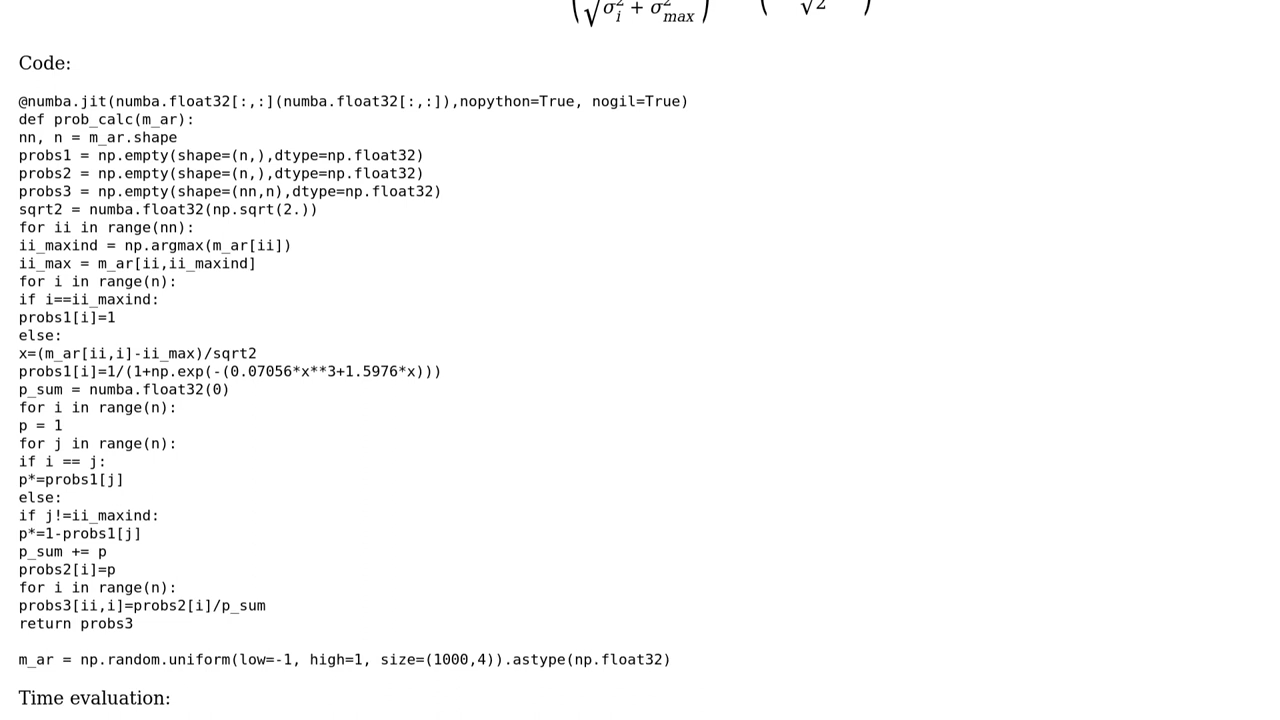 (√σ_i^2 + σ_max^2) ( √2 )
Code:
@numba.jit(numba.float32[:,:](numba.float32[:,:]),nopython=True, nogil=True)
def prob_calc(m_ar):
nn, n = m_ar.shape
probs1 = np.empty(shape=(n,),dtype=np.float32)
probs2 = np.empty(shape=(n,),dtype=np.float32)
probs3 = np.empty(shape=(nn,n),dtype=np.float32)
sqrt2 = numba.float32(np.sqrt(2.))
for ii in range(nn):
ii_maxind = np.argmax(m_ar[ii])
ii_max = m_ar[ii,ii_maxind]
for i in range(n):
if i==ii_maxind:
probs1[i]=1
else:
x=(m_ar[ii,i]-ii_max)/sqrt2
probs1[i]=1/(1+np.exp(-(0.07056*x**3+1.5976*x)))
p_sum = numba.float32(0)
for i in range(n):
p = 1
for j in range(n):
if i == j:
p*=probs1[j]
else:
if j!=ii_maxind:
p*=1-probs1[j]
p_sum += p
probs2[i]=p
for i in range(n):
probs3[ii,i]=probs2[i]/p_sum
return probs3
m_ar = np.random.uniform(low=-1, high=1, size=(1000,4)).astype(np.float32)
Time evaluation: